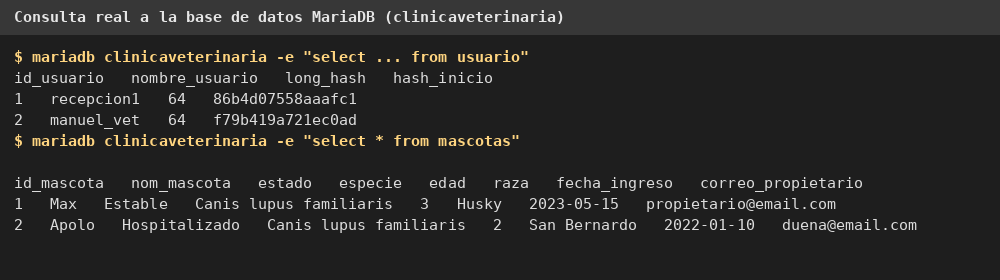 Consulta real a la base de datos MariaDB (clinicaveterinaria)
$ mariadb clinicaveterinaria -e "select ... from usuario"
id_usuario   nombre_usuario   long_hash   hash_inicio
1   recepcion1   64   86b4d07558aaafc1
2   manuel_vet   64   f79b419a721ec0ad
$ mariadb clinicaveterinaria -e "select * from mascotas"
id_mascota   nom_mascota   estado   especie   edad   raza   fecha_ingreso   correo_propietario
1   Max   Estable   Canis lupus familiaris   3   Husky   2023-05-15   propietario@email.com
2   Apolo   Hospitalizado   Canis lupus familiaris   2   San Bernardo   2022-01-10   duena@email.com